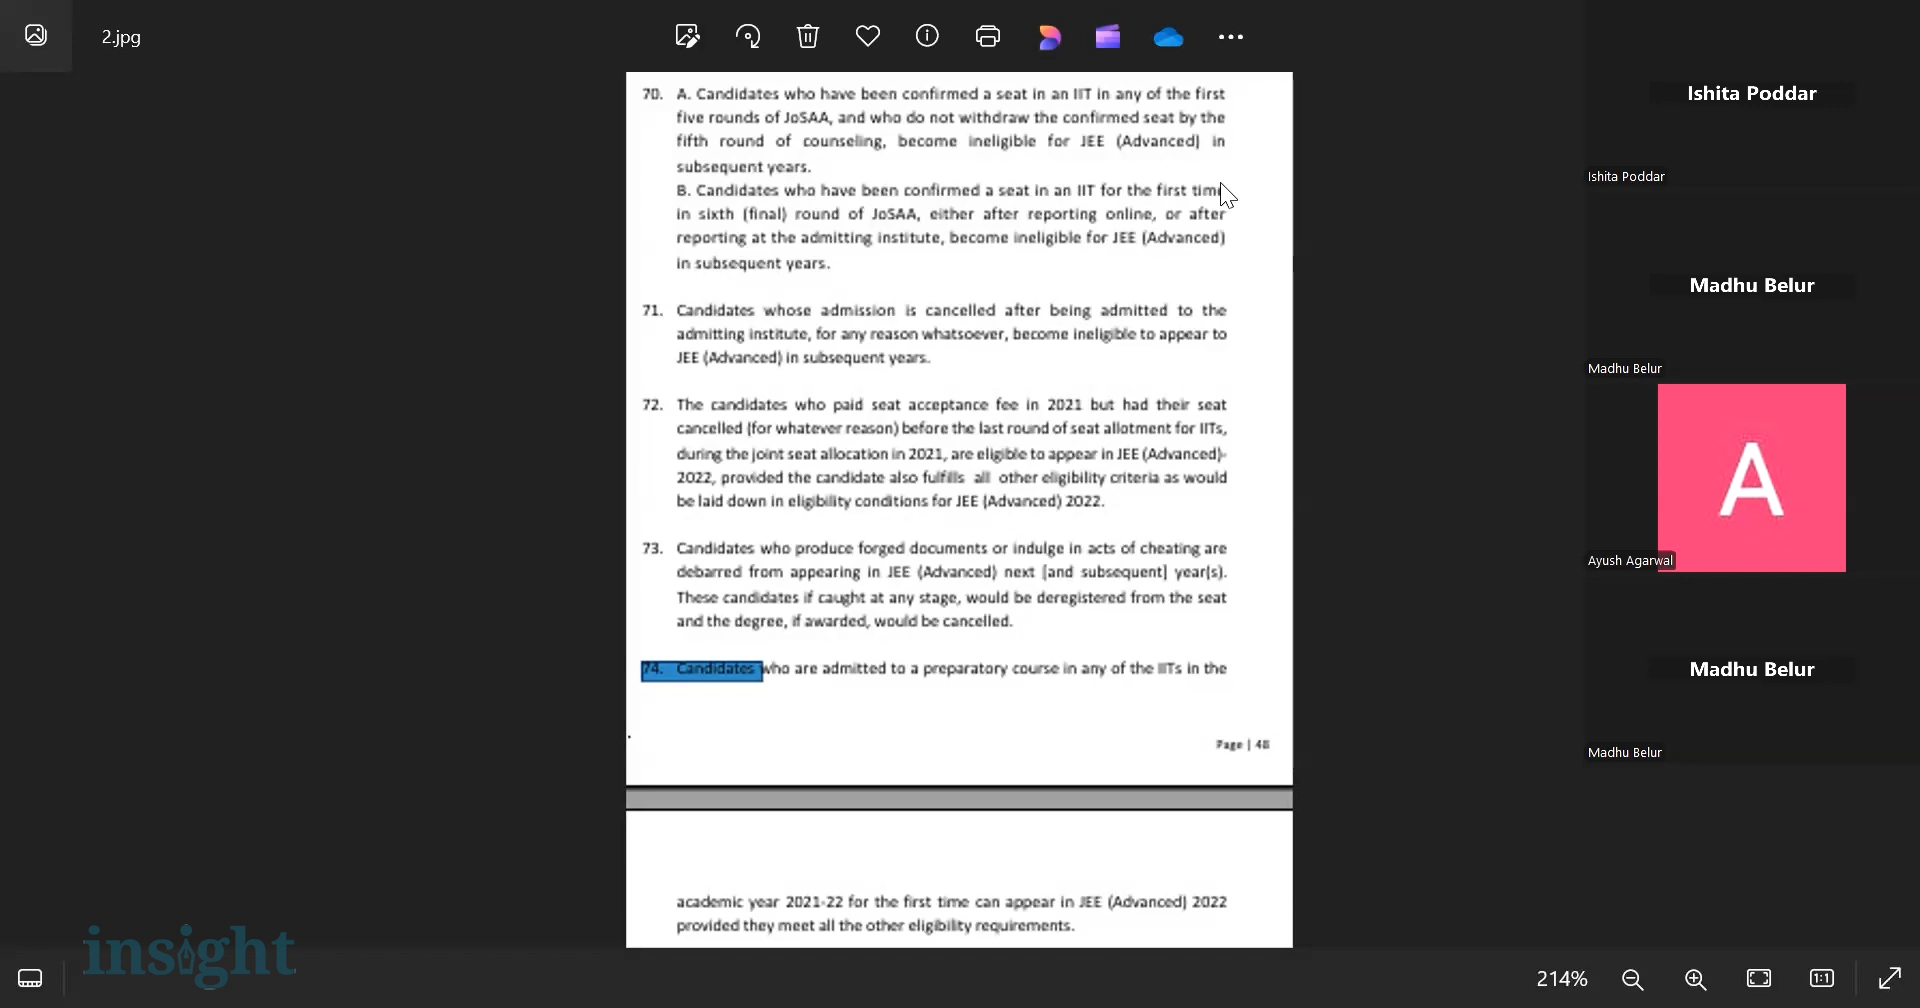 2.jpg
70. A. Candidates who have been confirmed a seat in an IIT in any of the first
five rounds of JoSAA, and who do not withdraw the confirmed seat by the
fifth round of counseling, become ineligible for JEE (Advanced) in
subsequent years.
B. Candidates who have been confirmed a seat in an IIT for the first time
in sixth (final) round of JoSAA, either after reporting online, or after
reporting at the admitting institute, become ineligible for JEE (Advanced)
in subsequent years.
71. Candidates whose admission is cancelled after being admitted to the
admitting institute, for any reason whatsoever, become ineligible to appear to
JEE (Advanced) in subsequent years.
72. The candidates who paid seat acceptance fee in 2021 but had their seat
cancelled (for whatever reason) before the last round of seat allotment for IITs,
during the joint seat allocation in 2021, are eligible to appear in JEE (Advanced)-
2022, provided the candidate also fulfills all other eligibility criteria as would
be laid down in eligibility conditions for JEE (Advanced) 2022.
73. Candidates who produce forged documents or indulge in acts of cheating are
debarred from appearing in JEE (Advanced) next [and subsequent] year(s).
These candidates if caught at any stage, would be deregistered from the seat
and the degree, if awarded, would be cancelled.
74. Candidates who are admitted to a preparatory course in any of the IITs in the
Page | 48
academic year 2021-22 for the first time can appear in JEE (Advanced) 2022
provided they meet all the other eligibility requirements.
Ishita Poddar
Ishita Poddar
Madhu Belur
Madhu Belur
A
Ayush Agarwal
Madhu Belur
Madhu Belur
insight
214%
1:1